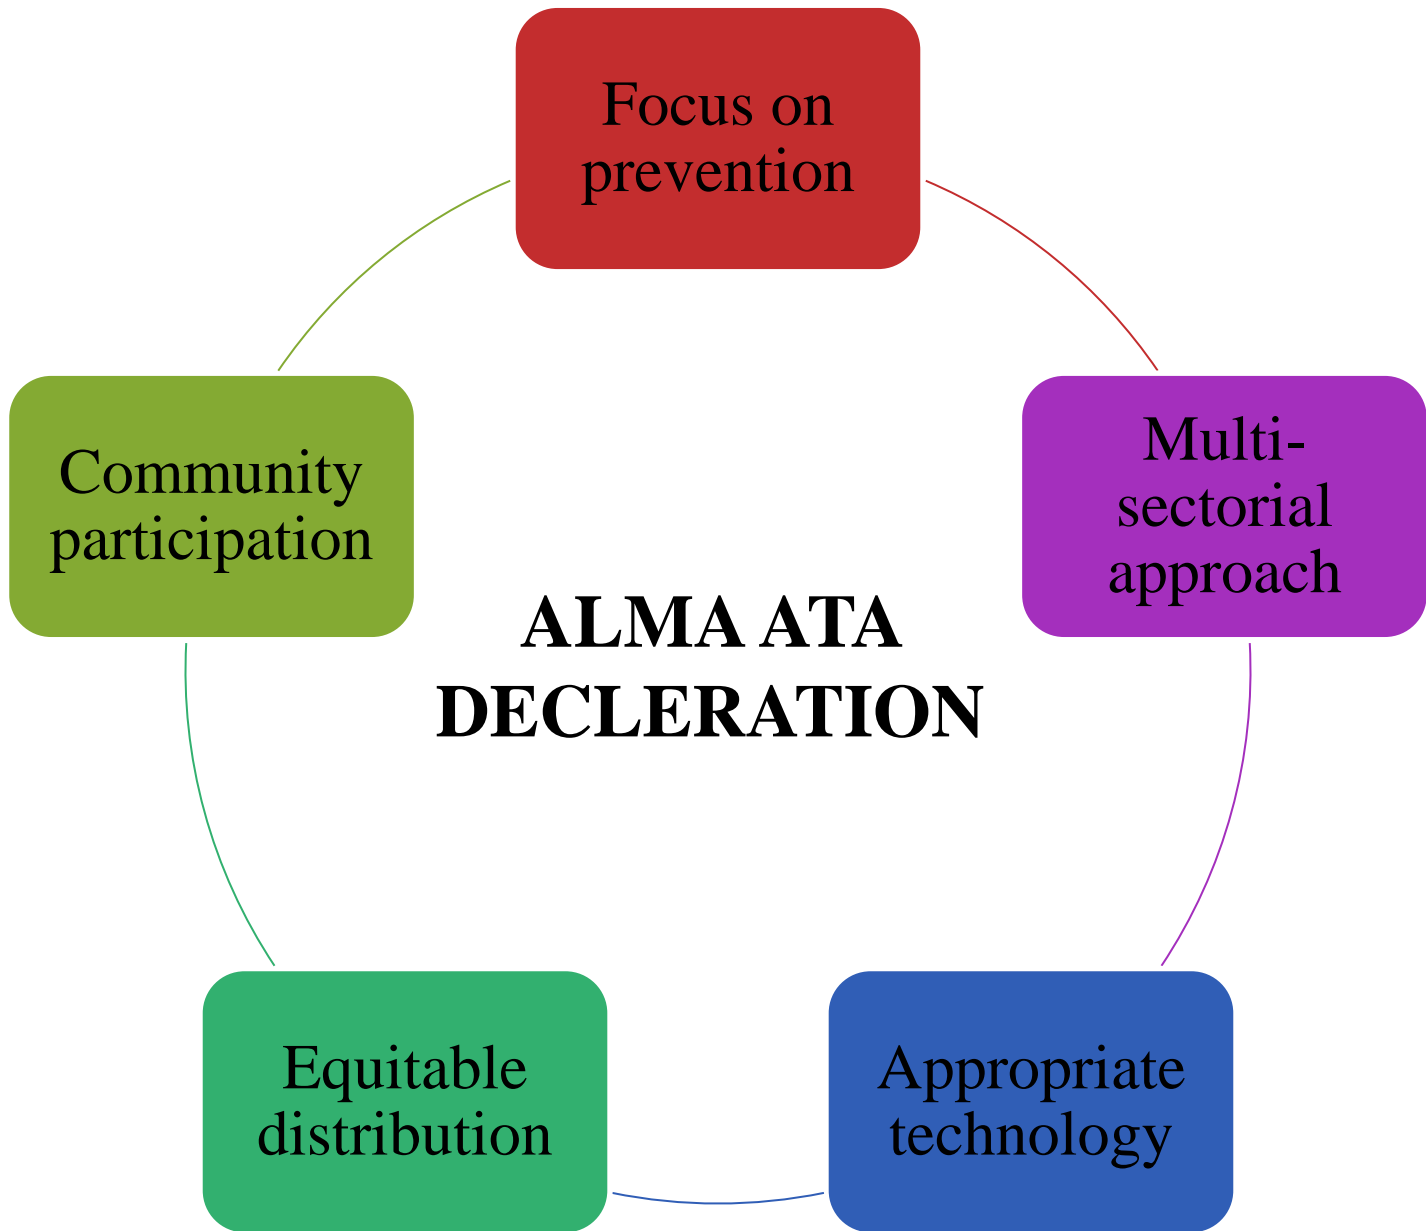 Focus on
prevention
Community
participation
Multi-
sectorial
approach
ALMA ATA
DECLERATION
Equitable
distribution
Appropriate
technology